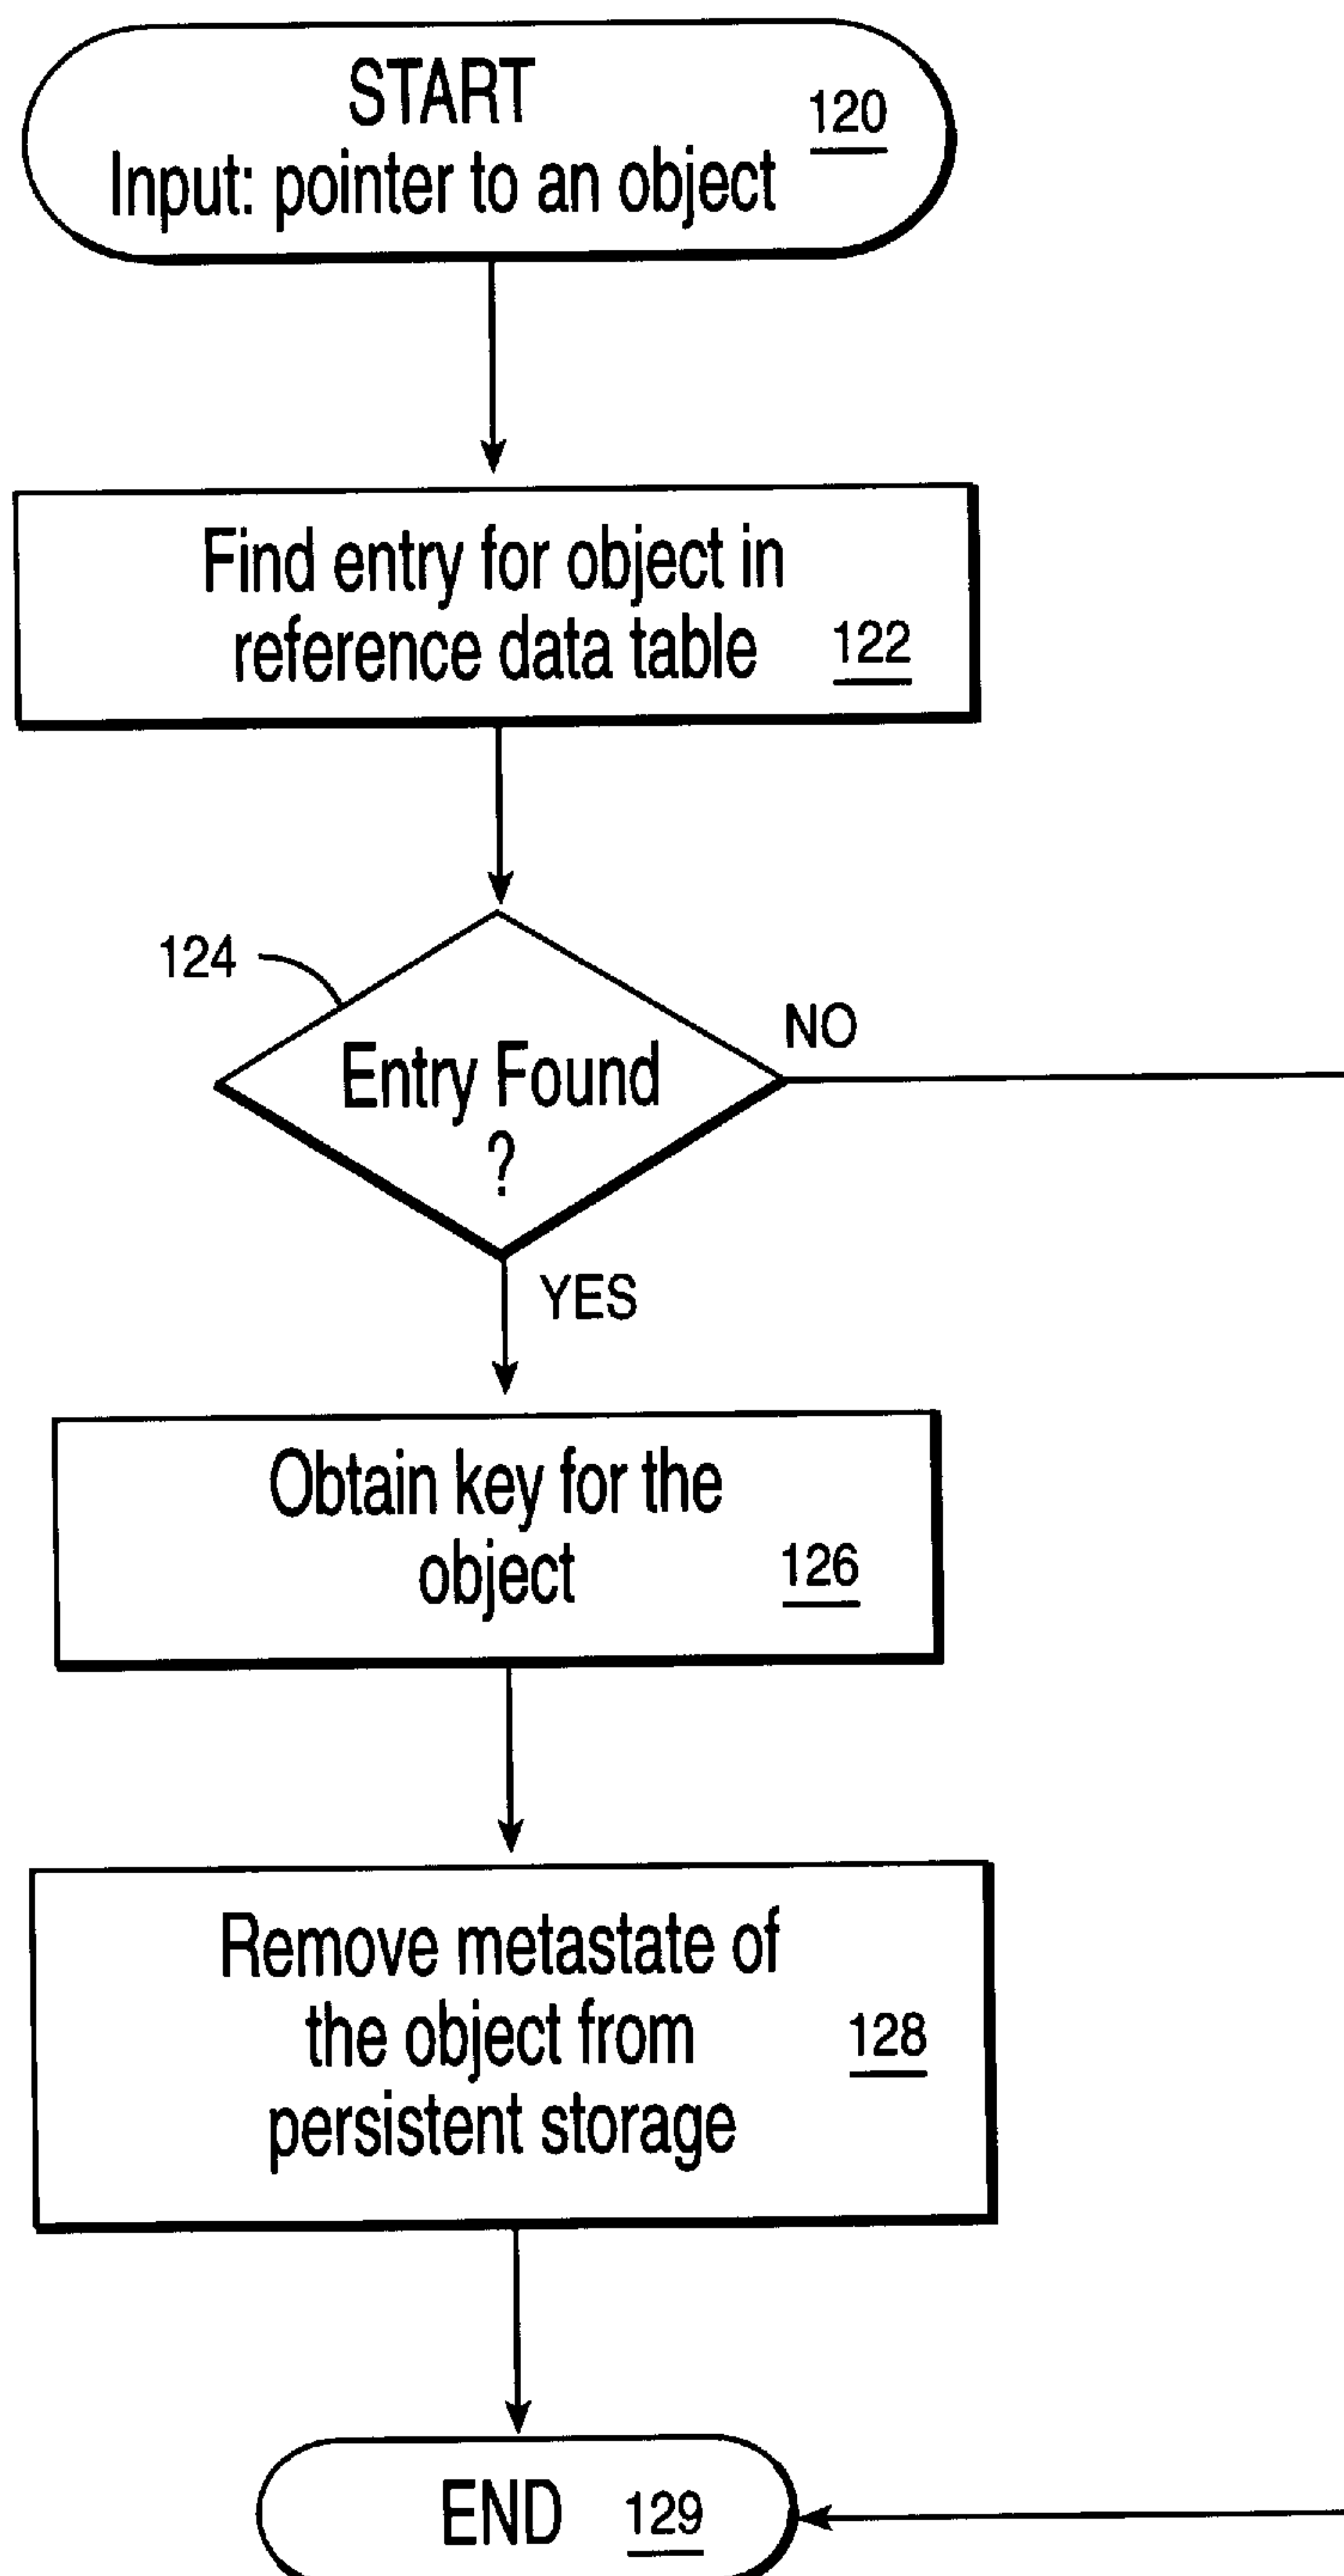 START
Input: pointer to an object
120
Find entry for object in
reference data table
122
124
Entry Found
?
NO
YES
Obtain key for the
object
126
Remove metastate of
the object from
persistent storage
128
END
129